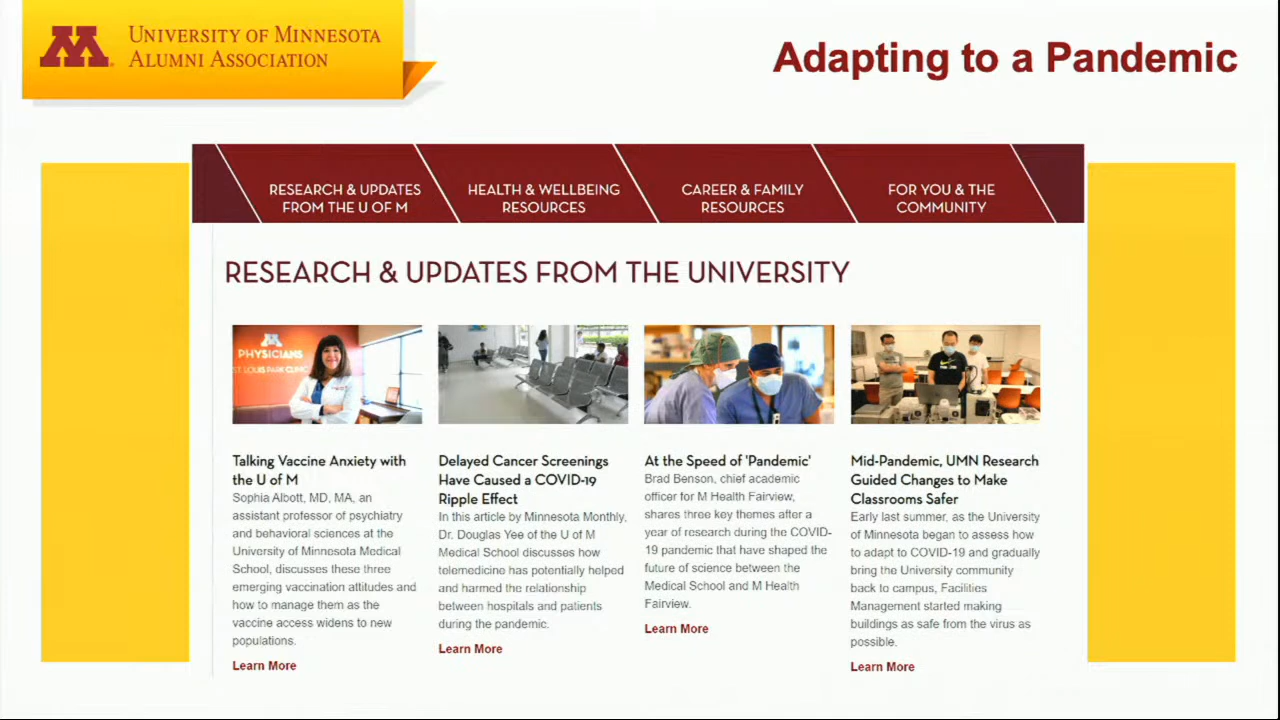 UNIVERSITY OF MINNESOTA
ALUMNI ASSOCIATION
Adapting to a Pandemic
RESEARCH & UPDATES
FROM THE U OF M
HEALTH & WELLBEING
RESOURCES
CAREER & FAMILY
RESOURCES
FOR YOU & THE
COMMUNITY
RESEARCH & UPDATES FROM THE UNIVERSITY
PHYSICIANS
ST. LOUIS PARK CLINIC
Talking Vaccine Anxiety with
the U of M
Sophia Albott, MD, MA, an
assistant professor of psychiatry
and behavioral sciences at the
University of Minnesota Medical
School, discusses these three
emerging vaccination attitudes and
how to manage them as the
vaccine access widens to new
populations.
Learn More
Delayed Cancer Screenings
Have Caused a COVID-19
Ripple Effect
In this article by Minnesota Monthly,
Dr. Douglas Yee of the U of M
Medical School discusses how
telemedicine has potentially helped
and harmed the relationship
between hospitals and patients
during the pandemic.
Learn More
At the Speed of 'Pandemic'
Brad Benson, chief academic
officer for M Health Fairview,
shares three key themes after a
year of research during the COVID-
19 pandemic that have shaped the
future of science between the
Medical School and M Health
Fairview.
Learn More
Mid-Pandemic, UMN Research
Guided Changes to Make
Classrooms Safer
Early last summer, as the University
of Minnesota began to assess how
to adapt to COVID-19 and gradually
bring the University community
back to campus, Facilities
Management started making
buildings as safe from the virus as
possible.
Learn More